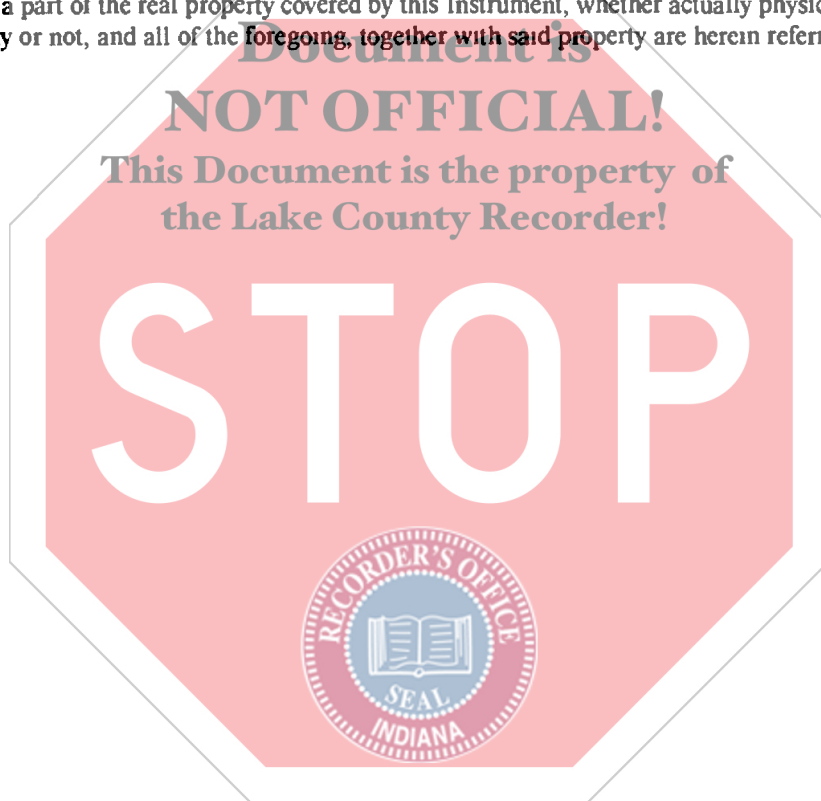 a part of the real property covered by this Instrument, whether actually physic
y or not, and all of the foregoing, together with said property are herein refer
Document is
NOT OFFICIAL!
This Document is the property of
the Lake County Recorder!
STOP
RECORDER'S OFFICE
SEAL
INDIANA